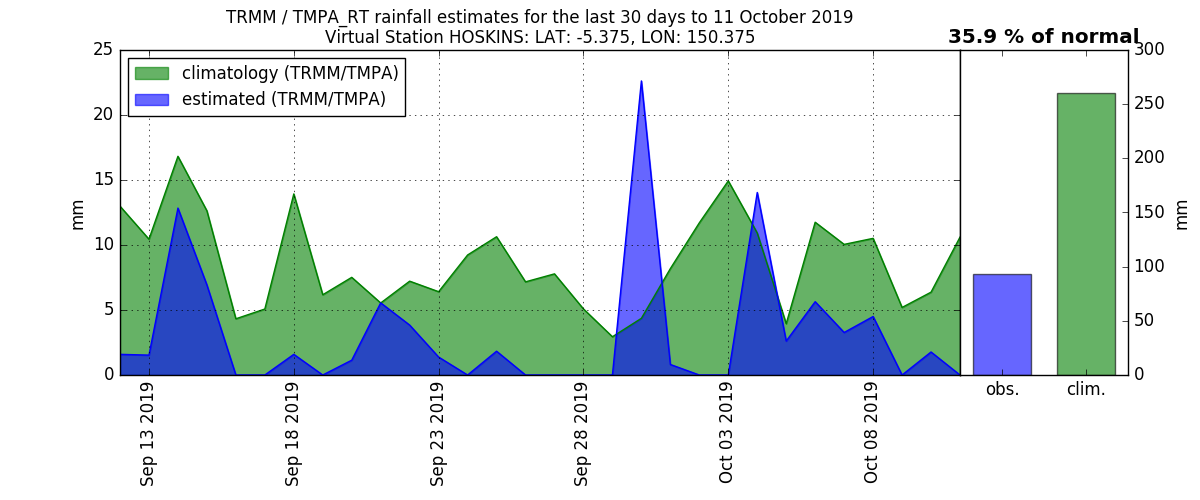 TRMM / TMPA_RT rainfall estimates for the last 30 days to 11 October 2019
Virtual Station HOSKINS: LAT: -5.375, LON: 150.375
35.9 % of normal
climatology (TRMM/TMPA)
estimated (TRMM/TMPA)
25
20
15
10
5
0
mm
Sep 13 2019
Sep 18 2019
Sep 23 2019
Sep 28 2019
Oct 03 2019
Oct 08 2019
300
250
200
150
100
50
0
mm
obs.
clim.